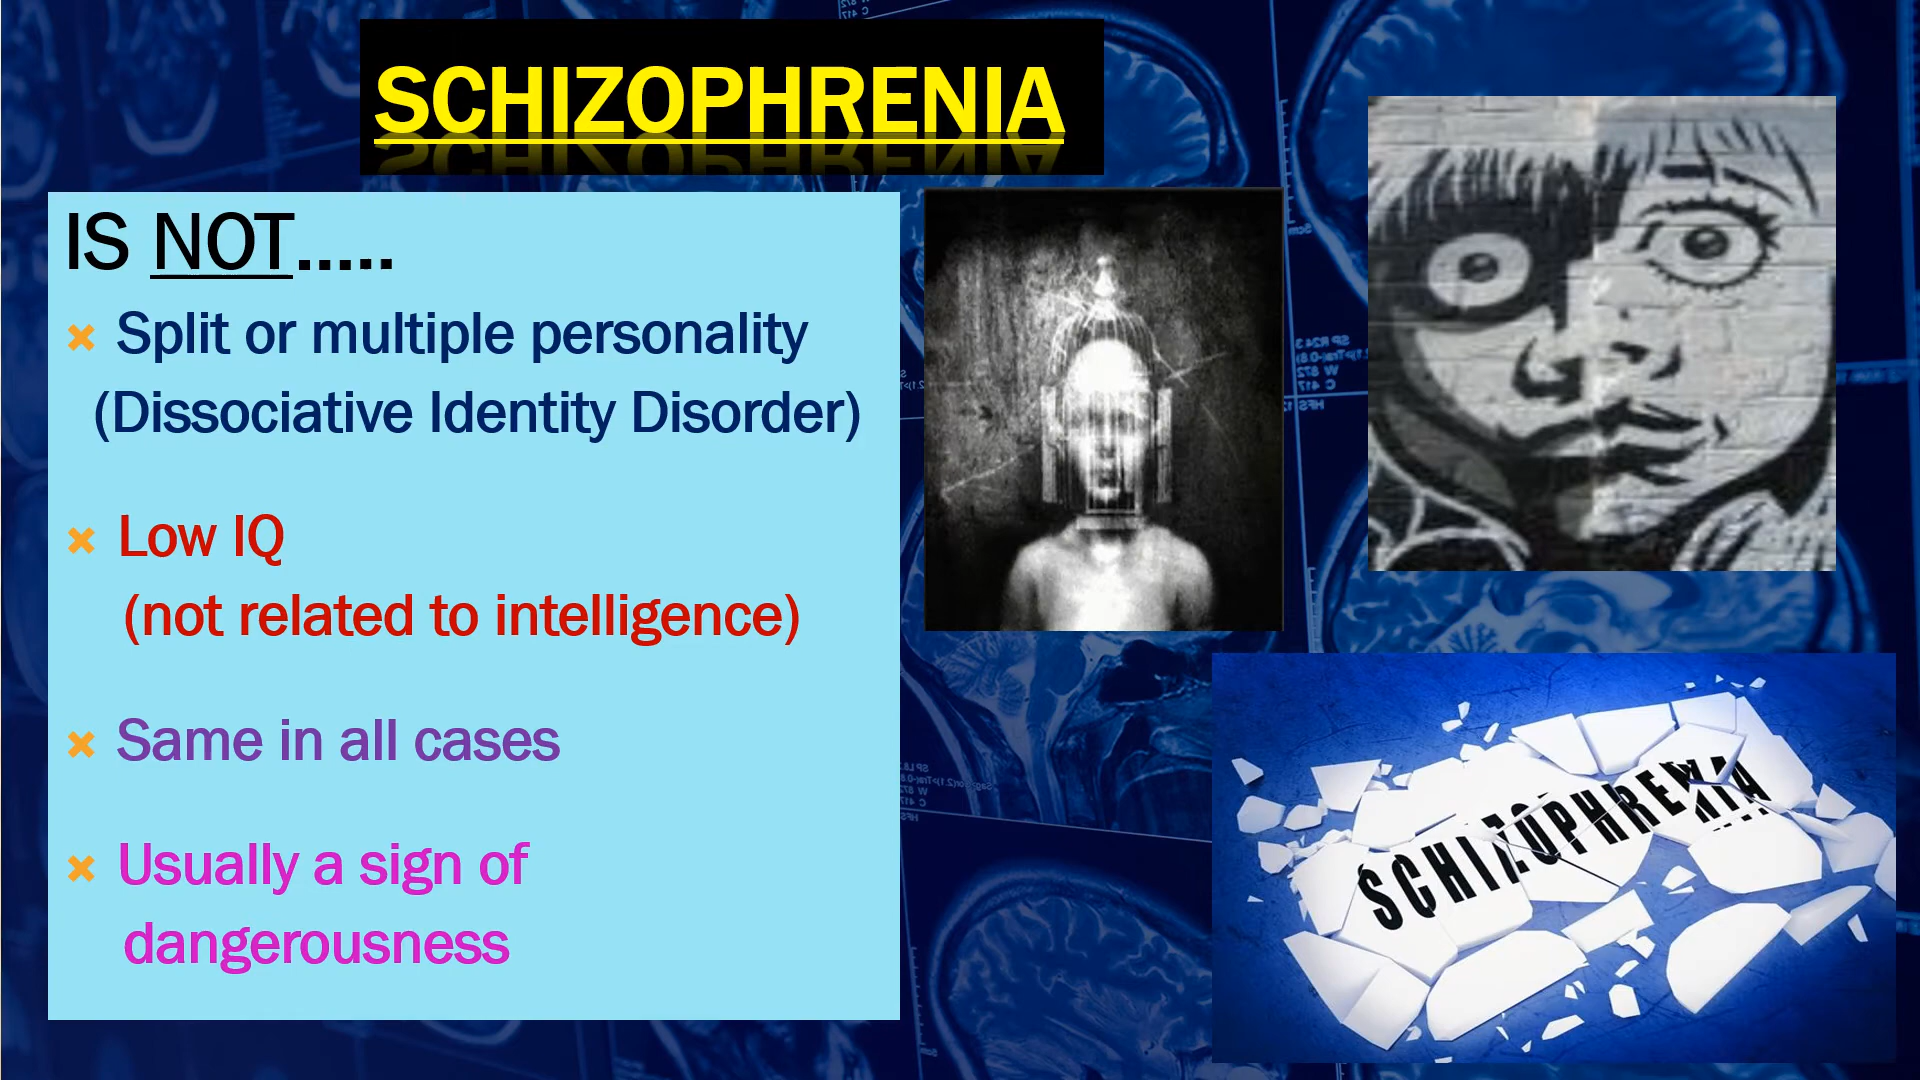 SCHIZOPHRENIA
IS NOT.....
Split or multiple personality
(Dissociative Identity Disorder)
Low IQ
(not related to intelligence)
Same in all cases
Usually a sign of
dangerousness
SCHIZOPHRENIA